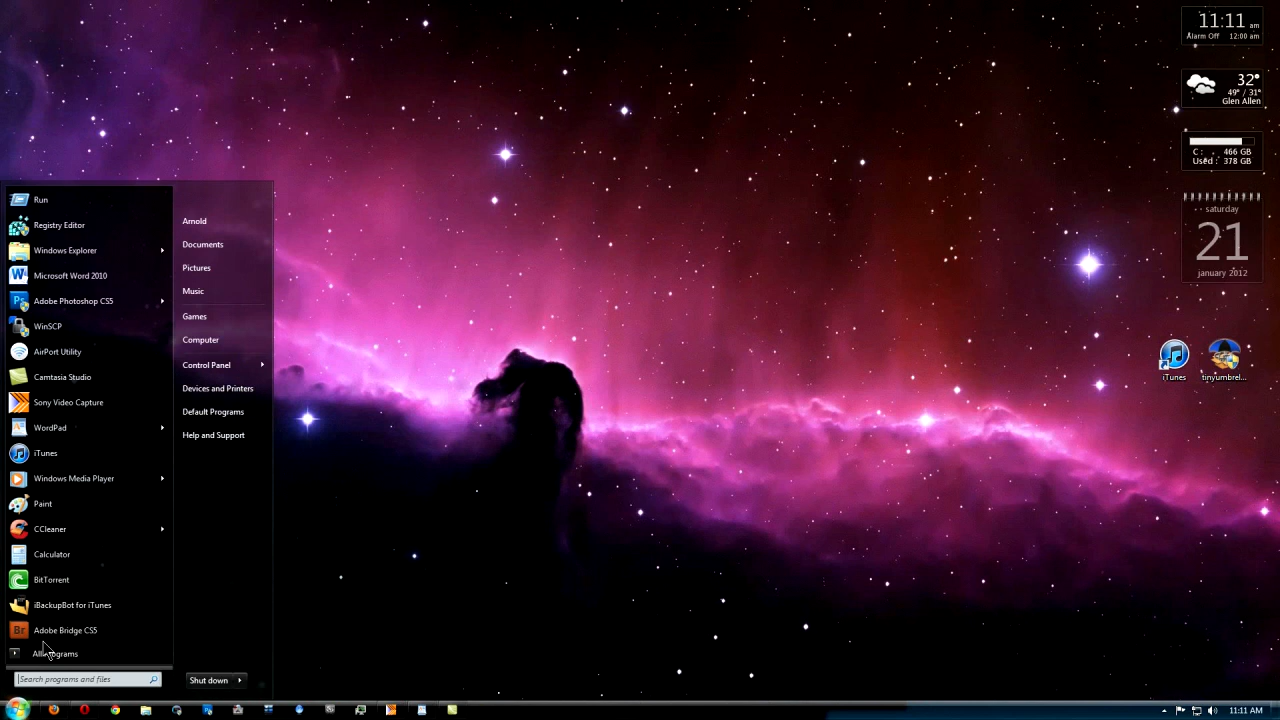 Run
Registry Editor
Windows Explorer
Microsoft Word 2010
Adobe Photoshop CS5
WinSCP
AirPort Utility
Camtasia Studio
Sony Video Capture
WordPad
iTunes
Windows Media Player
Paint
CCleaner
Calculator
BitTorrent
iBackupBot for iTunes
Adobe Bridge CS5
All Programs
Search programs and files
Arnold
Documents
Pictures
Music
Games
Computer
Control Panel
Devices and Printers
Default Programs
Help and Support
Shut down
11:11 am
Alarm Off 12:00 am
32°
49° / 31°
Glen Allen
C : 466 GB
Used : 378 GB
saturday
21
january 2012
iTunes tinyumbrel...
W
Ps
Br
11:11 AM